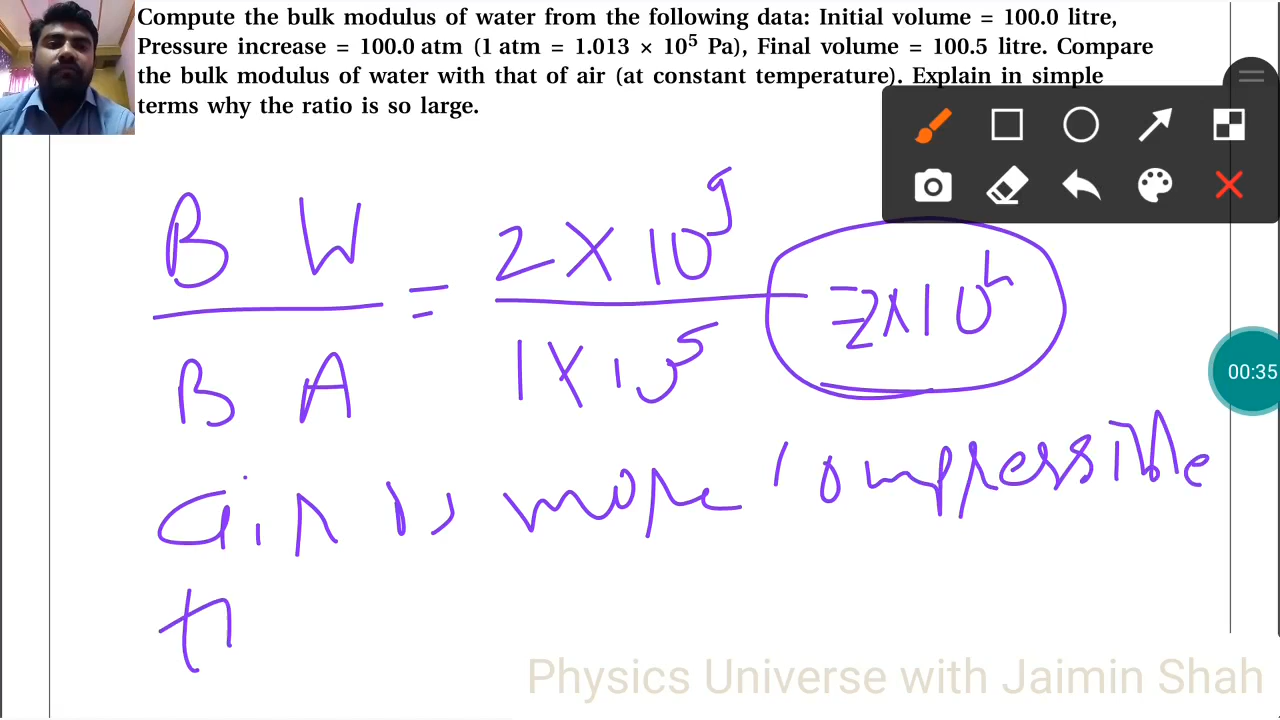 Compute the bulk modulus of water from the following data: Initial volume = 100.0 litre,
Pressure increase = 100.0 atm (1 atm = 1.013 × 10⁵ Pa), Final volume = 100.5 litre. Compare
the bulk modulus of water with that of air (at constant temperature). Explain in simple
terms why the ratio is so large.
B W
2 X 10⁹
=
=2x10⁴
B A
1 X 10⁵
00:35
air is more compressible
Physics Universe with Jaimin Shah